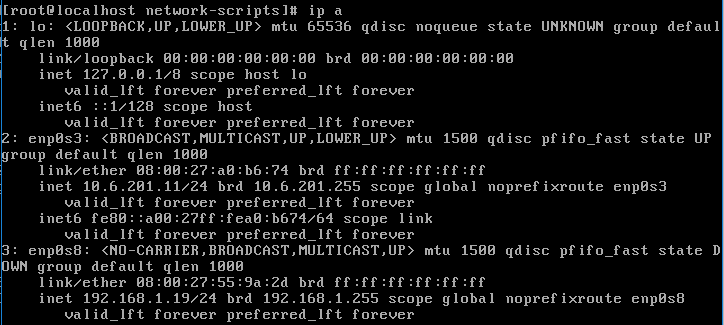 [root@localhost network-scripts]# ip a
1: lo: <LOOPBACK,UP,LOWER_UP> mtu 65536 qdisc noqueue state UNKNOWN group defaul
t qlen 1000
    link/loopback 00:00:00:00:00:00 brd 00:00:00:00:00:00
    inet 127.0.0.1/8 scope host lo
       valid_lft forever preferred_lft forever
    inet6 ::1/128 scope host
       valid_lft forever preferred_lft forever
2: enp0s3: <BROADCAST,MULTICAST,UP,LOWER_UP> mtu 1500 qdisc pfifo_fast state UP
group default qlen 1000
    link/ether 08:00:27:a0:b6:74 brd ff:ff:ff:ff:ff:ff
    inet 10.6.201.11/24 brd 10.6.201.255 scope global noprefixroute enp0s3
       valid_lft forever preferred_lft forever
    inet6 fe80::a00:27ff:fea0:b674/64 scope link
       valid_lft forever preferred_lft forever
3: enp0s8: <NO-CARRIER,BROADCAST,MULTICAST,UP> mtu 1500 qdisc pfifo_fast state D
OWN group default qlen 1000
    link/ether 08:00:27:55:9a:2d brd ff:ff:ff:ff:ff:ff
    inet 192.168.1.19/24 brd 192.168.1.255 scope global noprefixroute enp0s8
       valid_lft forever preferred_lft forever